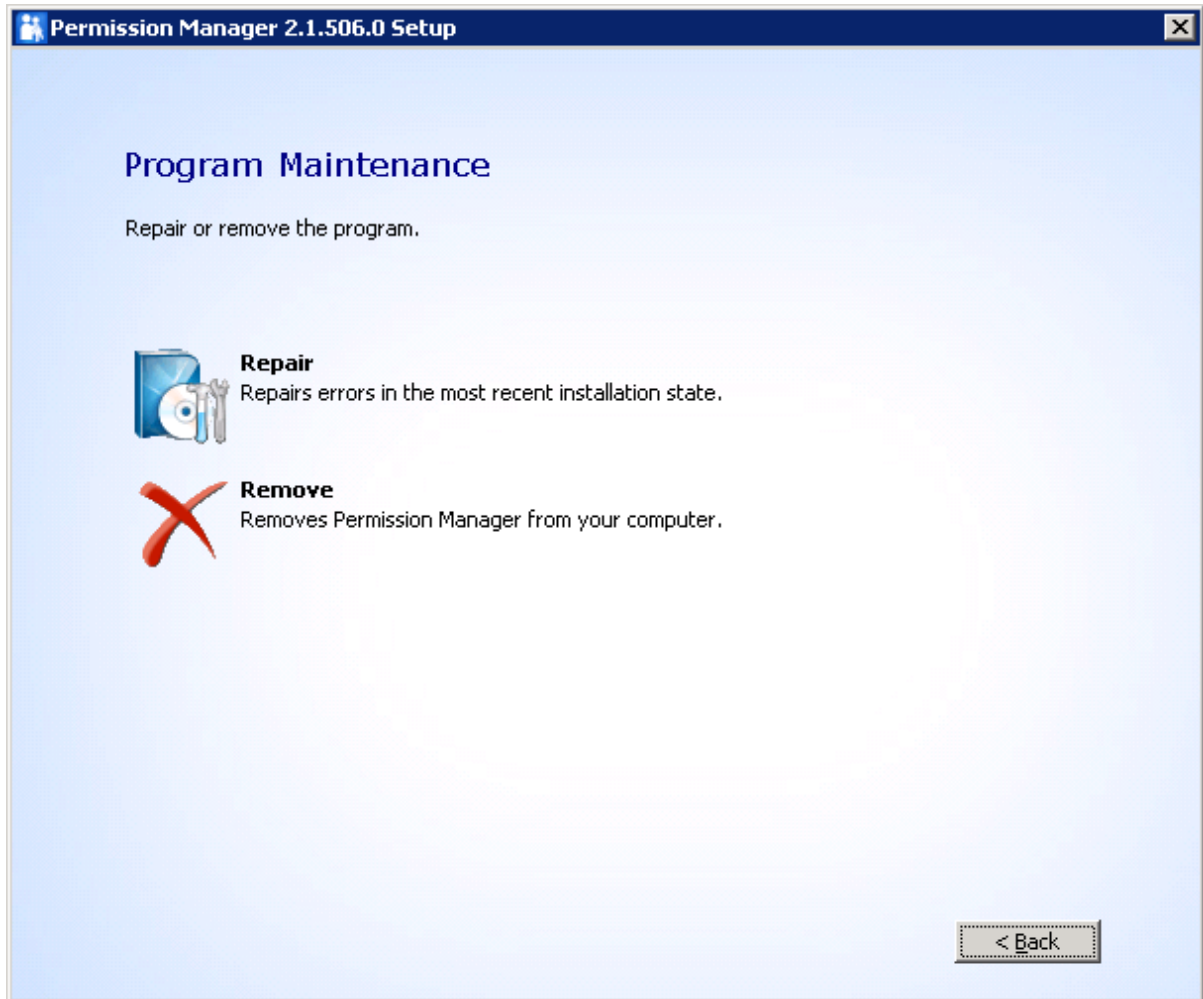 Permission Manager 2.1.506.0 Setup
Program Maintenance
Repair or remove the program.
Repair
Repairs errors in the most recent installation state.
Remove
Removes Permission Manager from your computer.
< Back